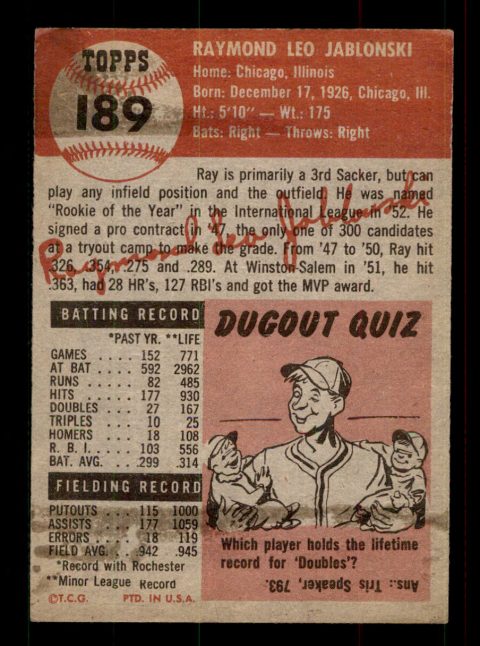 TOPPS
189
RAYMOND LEO JABLONSKI
Home: Chicago, Illinois
Born: December 17, 1926, Chicago, Ill.
Ht.: 5'10" — Wt.: 175
Bats: Right — Throws: Right
Ray is primarily a 3rd Sacker, but can
play any infield position and the outfield. He was named
"Rookie of the Year" in the International League in '52. He
signed a pro contract in '47, the only one of 300 candidates
at a tryout camp to make the grade. From '47 to '50, Ray hit
.326, .354, .275 and .289. At Winston-Salem in '51, he hit
.363, had 28 HR's, 127 RBI's and got the MVP award.
Raymond Leo Jablonski
BATTING RECORD
*PAST YR. **LIFE
GAMES .... 152 771
AT BAT .... 592 2962
RUNS .... 82 485
HITS .... 177 930
DOUBLES .... 27 167
TRIPLES .... 10 25
HOMERS .... 18 108
R. B. I. .... 103 556
BAT. AVG. .... .299 .314
FIELDING RECORD
PUTOUTS .... 115 1000
ASSISTS .... 177 1059
ERRORS .... 18 119
FIELD AVG. .... .942 .945
*Record with Rochester
**Minor League Record
©T.C.G. PTD. IN U.S.A.
DUGOUT QUIZ
Which player holds the lifetime
record for 'Doubles'?
Ans.: Tris Speaker, 793.